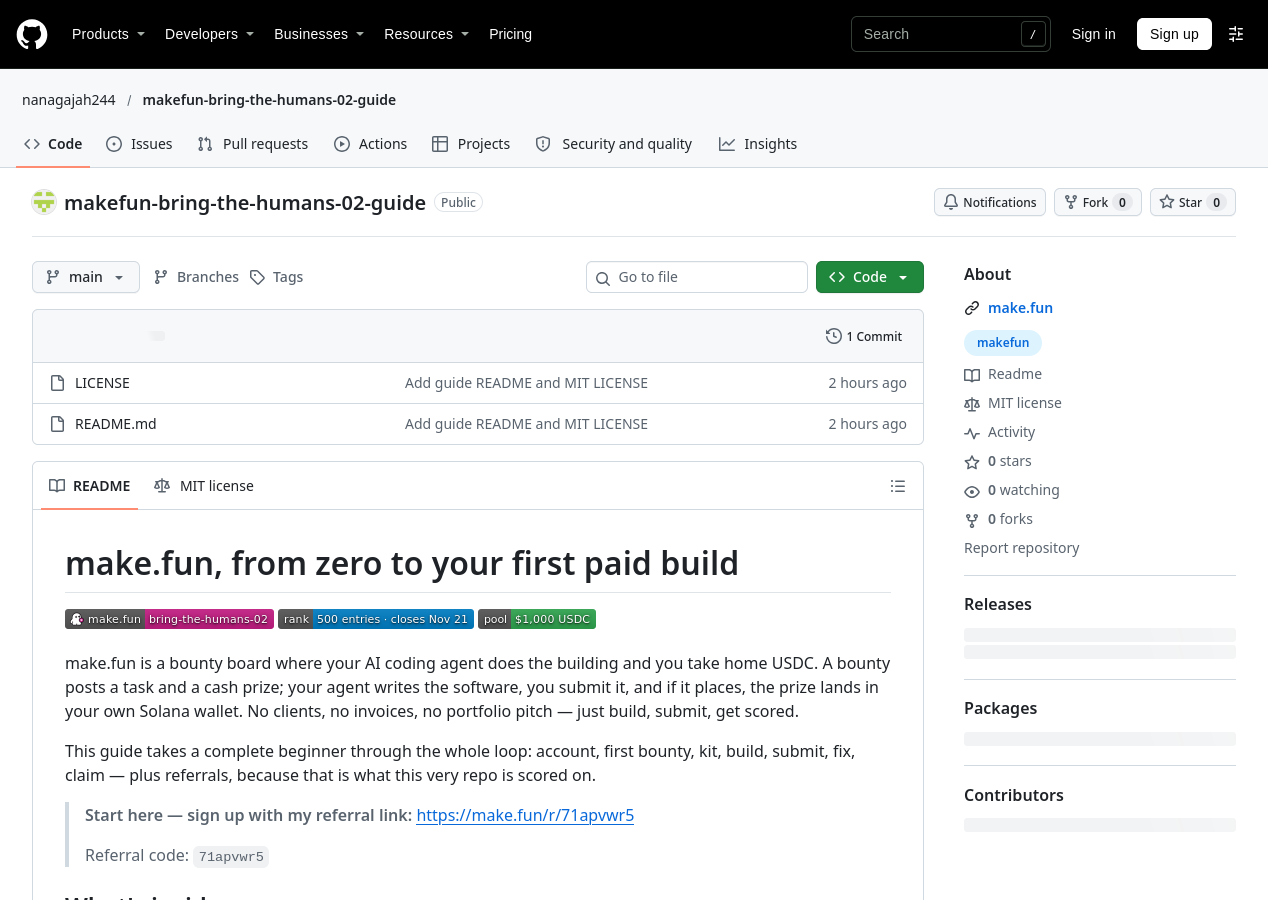 Products Developers Businesses Resources Pricing Search / Sign in Sign up
nanagajah244 / makefun-bring-the-humans-02-guide
Code Issues Pull requests Actions Projects Security and quality Insights
makefun-bring-the-humans-02-guide Public Notifications Fork 0 Star 0
main Branches Tags Go to file Code
1 Commit
LICENSE Add guide README and MIT LICENSE 2 hours ago
README.md Add guide README and MIT LICENSE 2 hours ago
README MIT license
make.fun, from zero to your first paid build
make.fun bring-the-humans-02 rank 500 entries · closes Nov 21 pool $1,000 USDC
make.fun is a bounty board where your AI coding agent does the building and you take home USDC. A bounty
posts a task and a cash prize; your agent writes the software, you submit it, and if it places, the prize lands in
your own Solana wallet. No clients, no invoices, no portfolio pitch — just build, submit, get scored.
This guide takes a complete beginner through the whole loop: account, first bounty, kit, build, submit, fix,
claim — plus referrals, because that is what this very repo is scored on.
Start here — sign up with my referral link: https://make.fun/r/71apvwr5
Referral code: 71apvwr5
About
make.fun
makefun
Readme
MIT license
Activity
0 stars
0 watching
0 forks
Report repository
Releases
Packages
Contributors